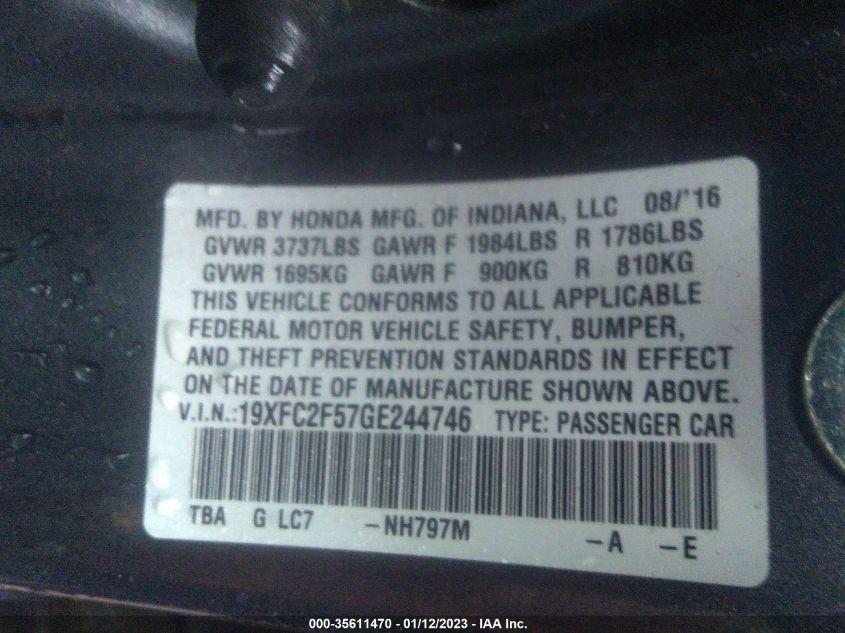 MFD. BY HONDA MFG. OF INDIANA, LLC 08/'16
GVWR 3737LBS GAWR F 1984LBS R 1786LBS
GVWR 1695KG GAWR F 900KG R 810KG
THIS VEHICLE CONFORMS TO ALL APPLICABLE
FEDERAL MOTOR VEHICLE SAFETY, BUMPER,
AND THEFT PREVENTION STANDARDS IN EFFECT
ON THE DATE OF MANUFACTURE SHOWN ABOVE.
V.I.N.:19XFC2F57GE244746 TYPE: PASSENGER CAR
TBA G LC7 -NH797M -A -E
000-35611470 - 01/12/2023 - IAA Inc.